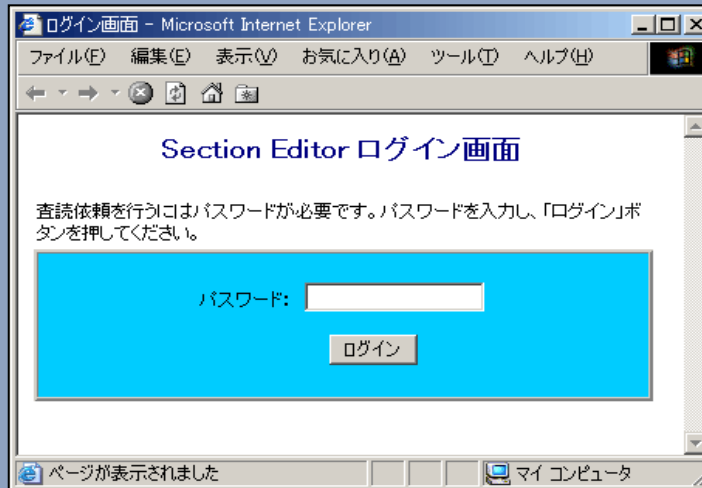 ログイン画面 - Microsoft Internet Explorer
ファイル(F) 編集(E) 表示(V) お気に入り(A) ツール(T) ヘルプ(H)
Section Editor ログイン画面
査読依頼を行うにはパスワードが必要です。パスワードを入力し、「ログイン」ボ
タンを押してください。
パスワード:
ログイン
ページが表示されました
マイ コンピュータ